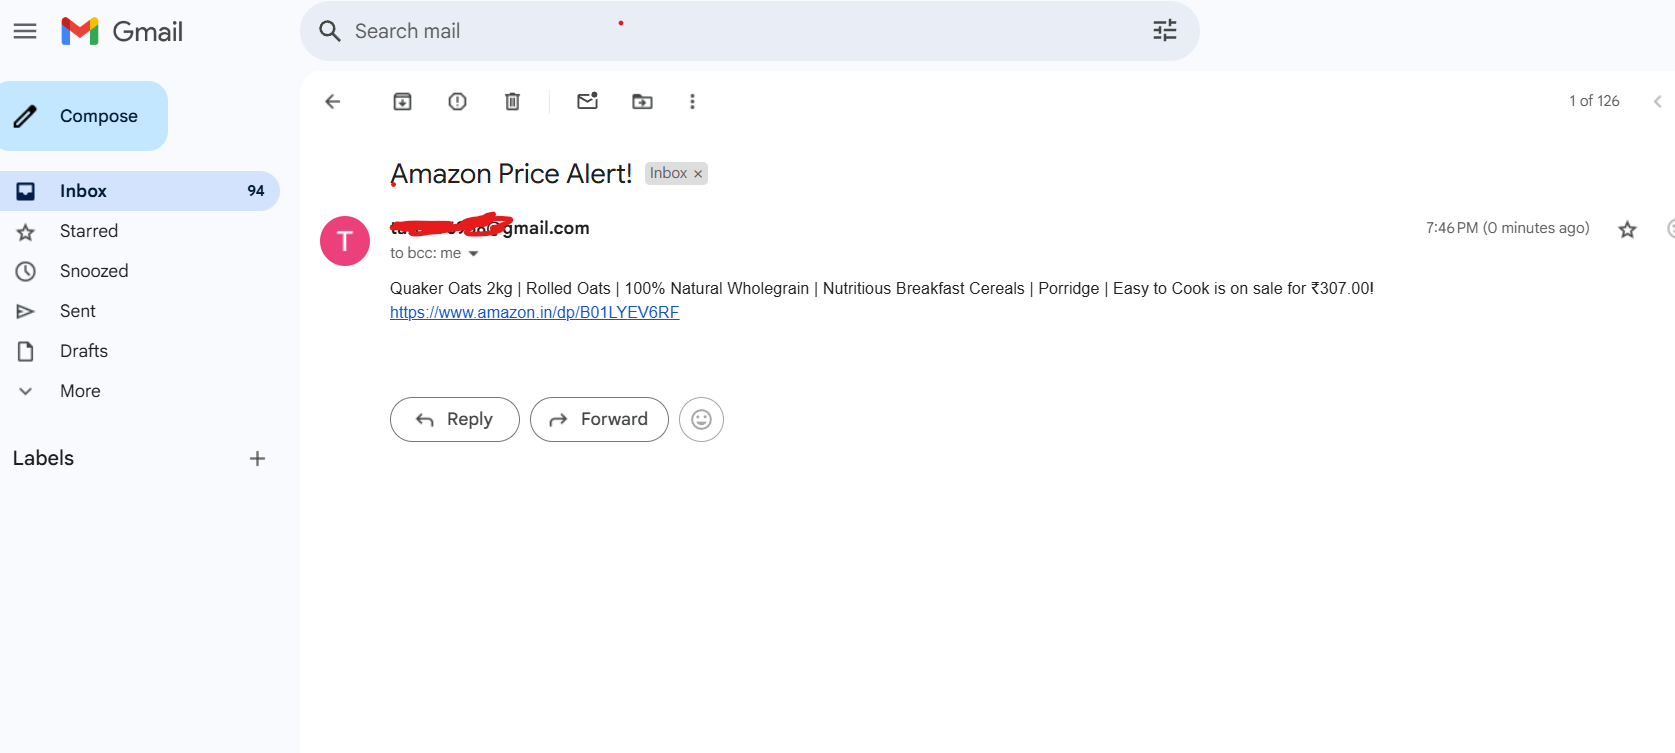 Gmail
Search mail
Compose
1 of 126
Amazon Price Alert!
Inbox ×
Inbox 94
Starred
@gmail.com
7:46 PM (0 minutes ago)
to bcc: me
Snoozed
Quaker Oats 2kg | Rolled Oats | 100% Natural Wholegrain | Nutritious Breakfast Cereals | Porridge | Easy to Cook is on sale for ₹307.00!
https://www.amazon.in/dp/B01LYEV6RF
Sent
Drafts
More
Reply
Forward
Labels
T